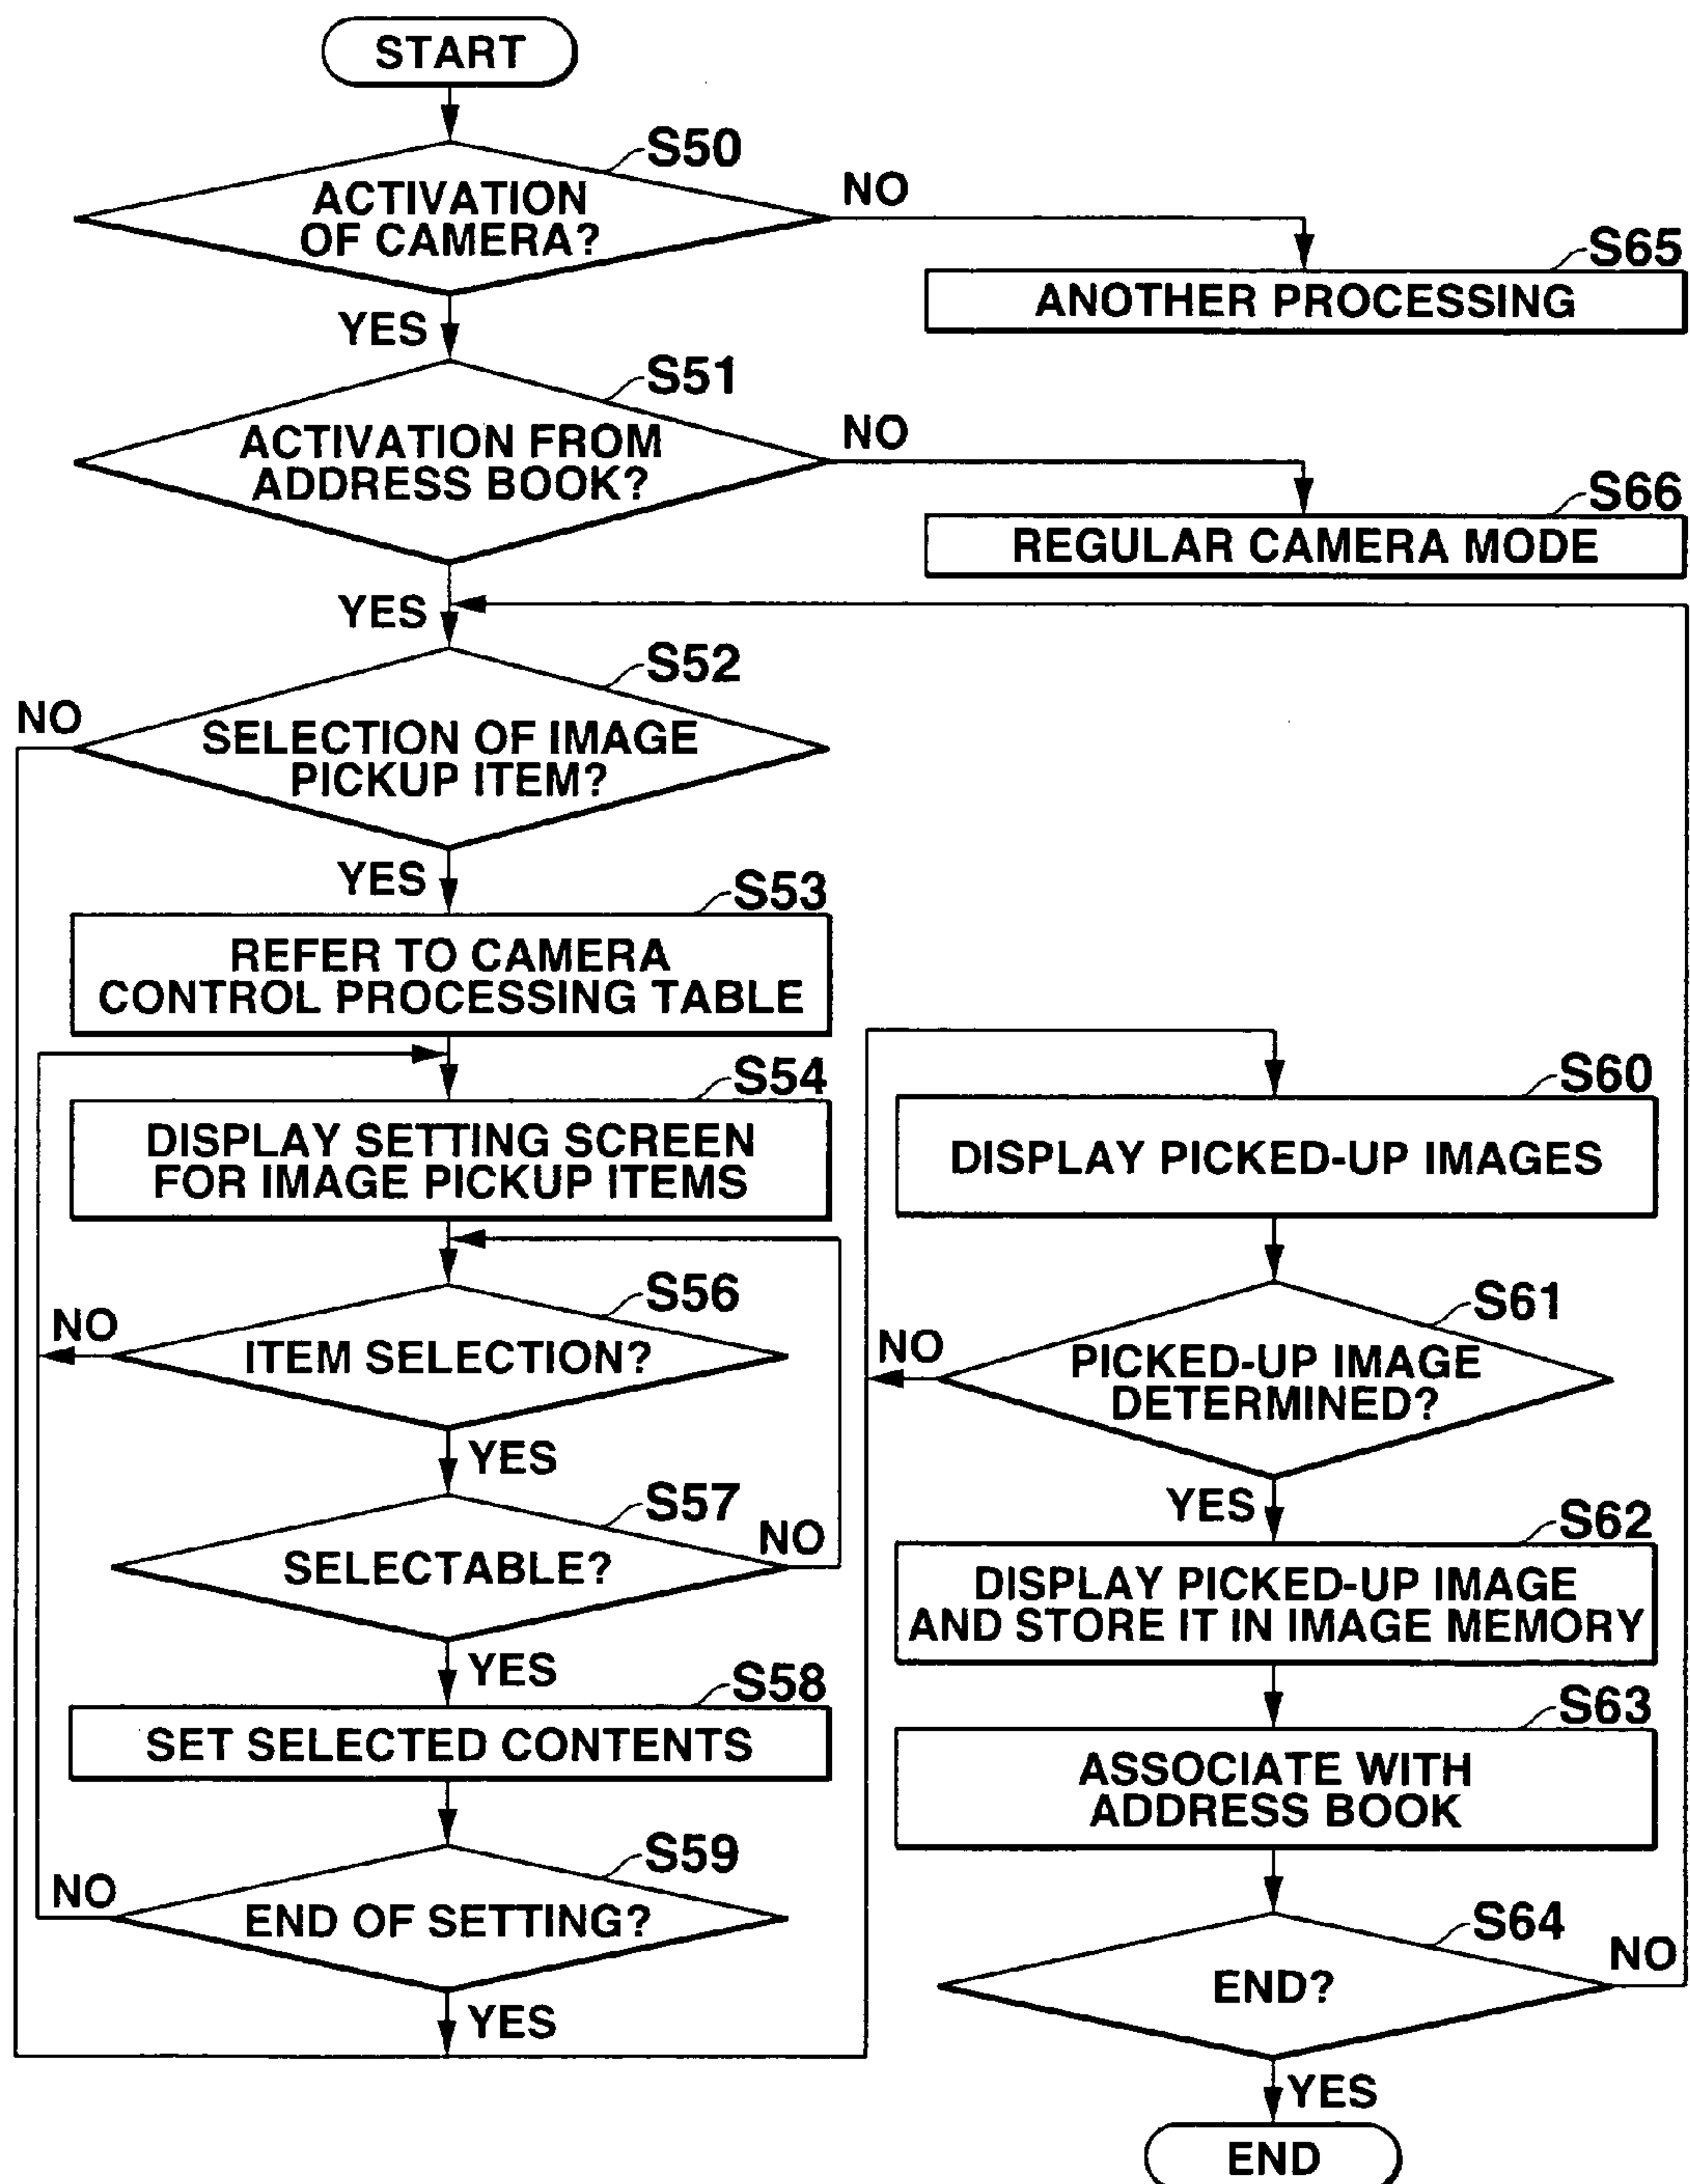 START
S50
ACTIVATION
OF CAMERA?
NO
YES
S65
ANOTHER PROCESSING
S51
ACTIVATION FROM
ADDRESS BOOK?
NO
YES
S66
REGULAR CAMERA MODE
S52
SELECTION OF IMAGE
PICKUP ITEM?
NO
YES
S53
REFER TO CAMERA
CONTROL PROCESSING TABLE
S54
DISPLAY SETTING SCREEN
FOR IMAGE PICKUP ITEMS
S56
ITEM SELECTION?
NO
YES
S57
SELECTABLE?
NO
YES
S58
SET SELECTED CONTENTS
S59
END OF SETTING?
NO
YES
S60
DISPLAY PICKED-UP IMAGES
S61
PICKED-UP IMAGE
DETERMINED?
NO
YES
S62
DISPLAY PICKED-UP IMAGE
AND STORE IT IN IMAGE MEMORY
S63
ASSOCIATE WITH
ADDRESS BOOK
S64
END?
NO
YES
END